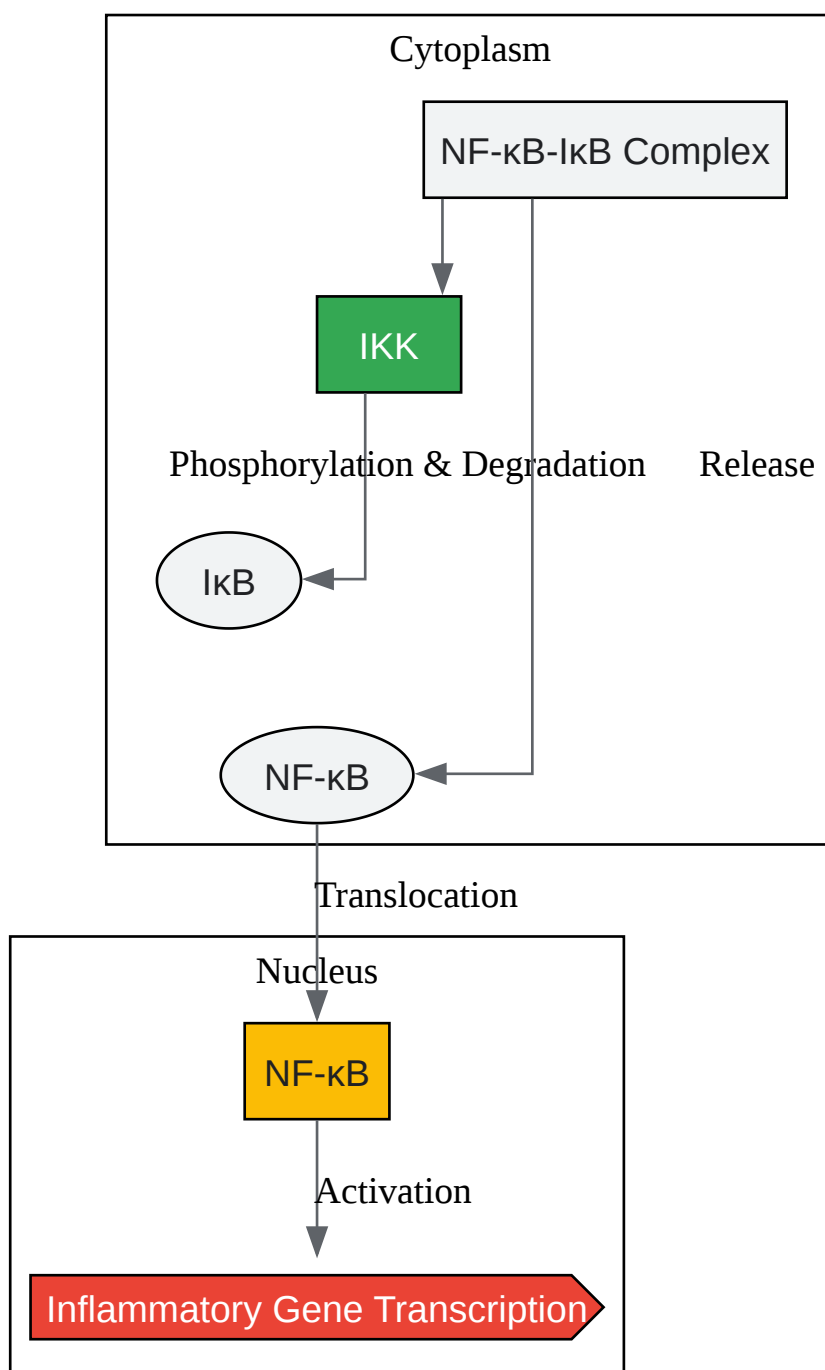 Cytoplasm
NF-κB-IκB Complex
IKK
Phosphorylation & Degradation
Release
IκB
NF-κB
Translocation
Nucleus
NF-κB
Activation
Inflammatory Gene Transcription